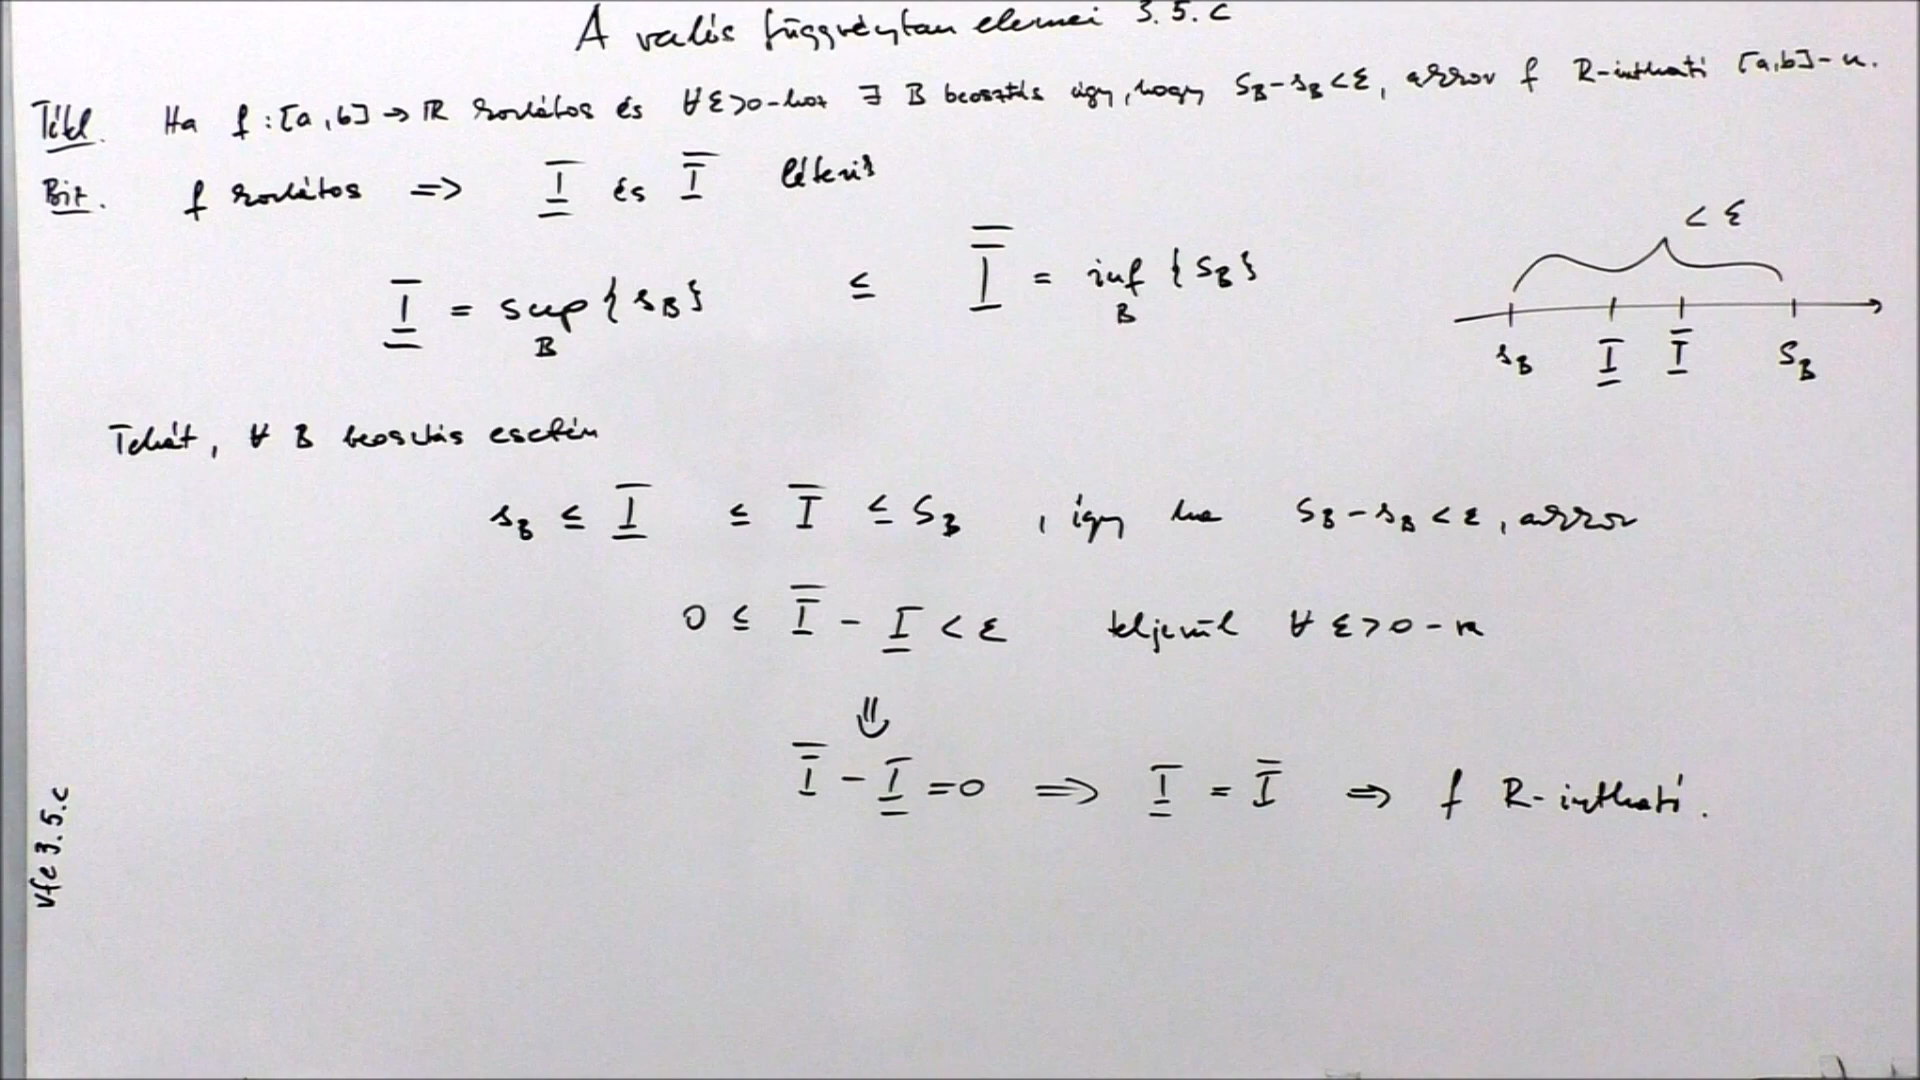 A valós függvénytan elemei 3.5.c
Tétel. Ha f: [a,b] → ℝ korlátos és ∀ε>0-hoz ∃ B beosztás úgy, hogy S_B - s_B < ε, akkor f R-intható [a,b]-n.
Biz. f korlátos ⇒ I̲ és I̅ létezik
I̲ = sup_B {s_B} ≤ I̅ = inf_B {S_B}
< ε
s_B I̲ I̅ S_B
Tehát, ∀ B beosztás esetén
s_B ≤ I̲ ≤ I̅ ≤ S_B, így ha S_B - s_B < ε, akkor
0 ≤ I̅ - I̲ < ε teljesül ∀ ε>0-ra
⇓
I̅ - I̲ = 0 ⇒ I̲ = I̅ ⇒ f R-intható.
vfe 3.5.c